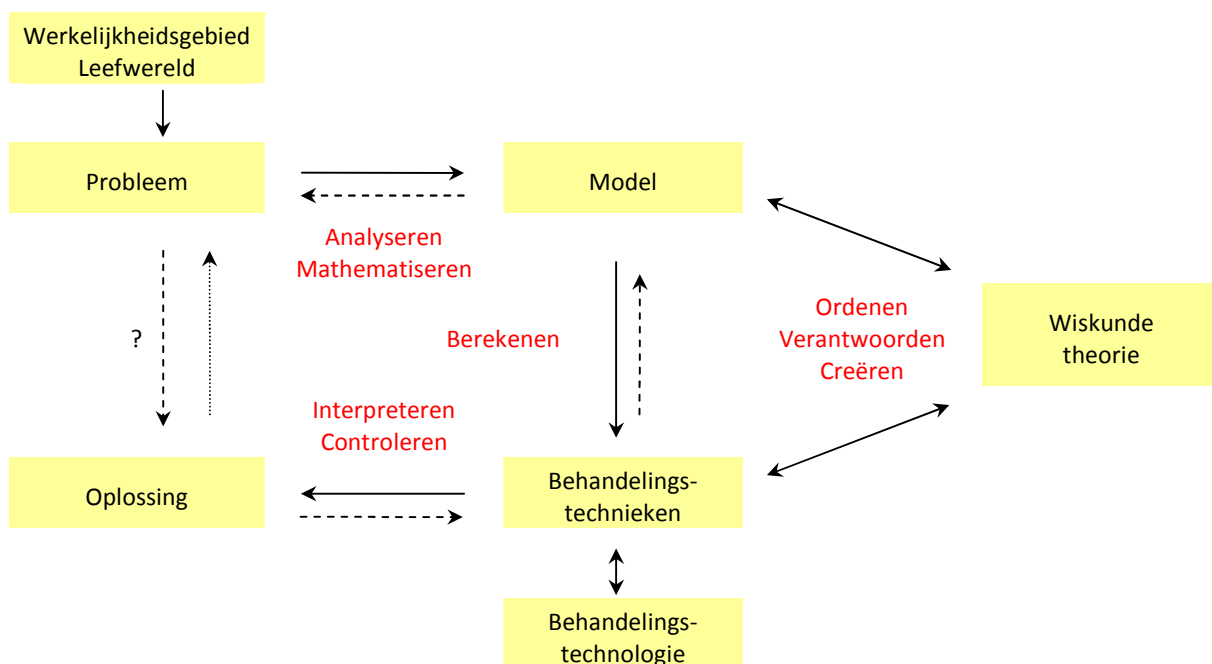 Werkelijkheidsgebied
Leefwereld
Probleem
Model
Analyseren
Mathematiseren
?
Berekenen
Ordenen
Verantwoorden
Creëren
Wiskunde
theorie
Interpreteren
Controleren
Oplossing
Behandelings-
technieken
Behandelings-
technologie